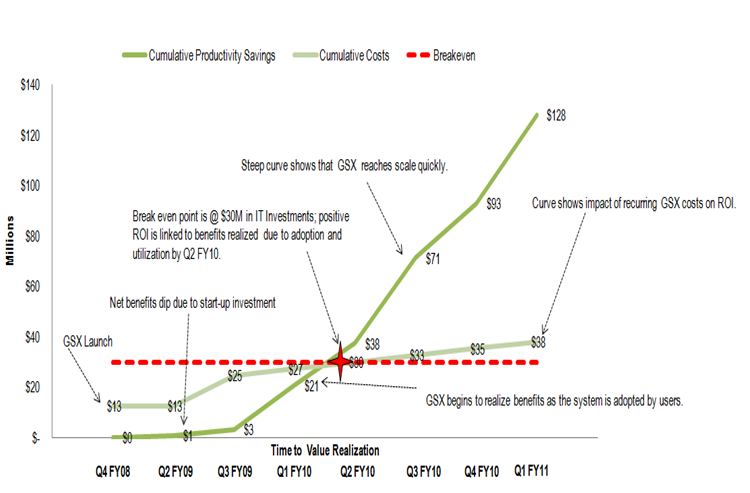 Cumulative Productivity Savings Cumulative Costs Breakeven
$140
$120
$100
$80
$60
$40
$20
$-
Millions
Steep curve shows that GSX reaches scale quickly.
Break even point is @ $30M in IT Investments; positive
ROI is linked to benefits realized due to adoption and
utilization by Q2 FY10.
Curve shows impact of recurring GSX costs on ROI.
Net benefits dip due to start-up investment
GSX Launch
GSX begins to realize benefits as the system is adopted by users.
$128
$93
$71
$38
$21
$3
$1
$0
$13
$13
$25
$27
$30
$33
$35
$38
Time to Value Realization
Q4 FY08 Q2 FY09 Q3 FY09 Q1 FY10 Q2 FY10 Q3 FY10 Q4 FY10 Q1 FY11